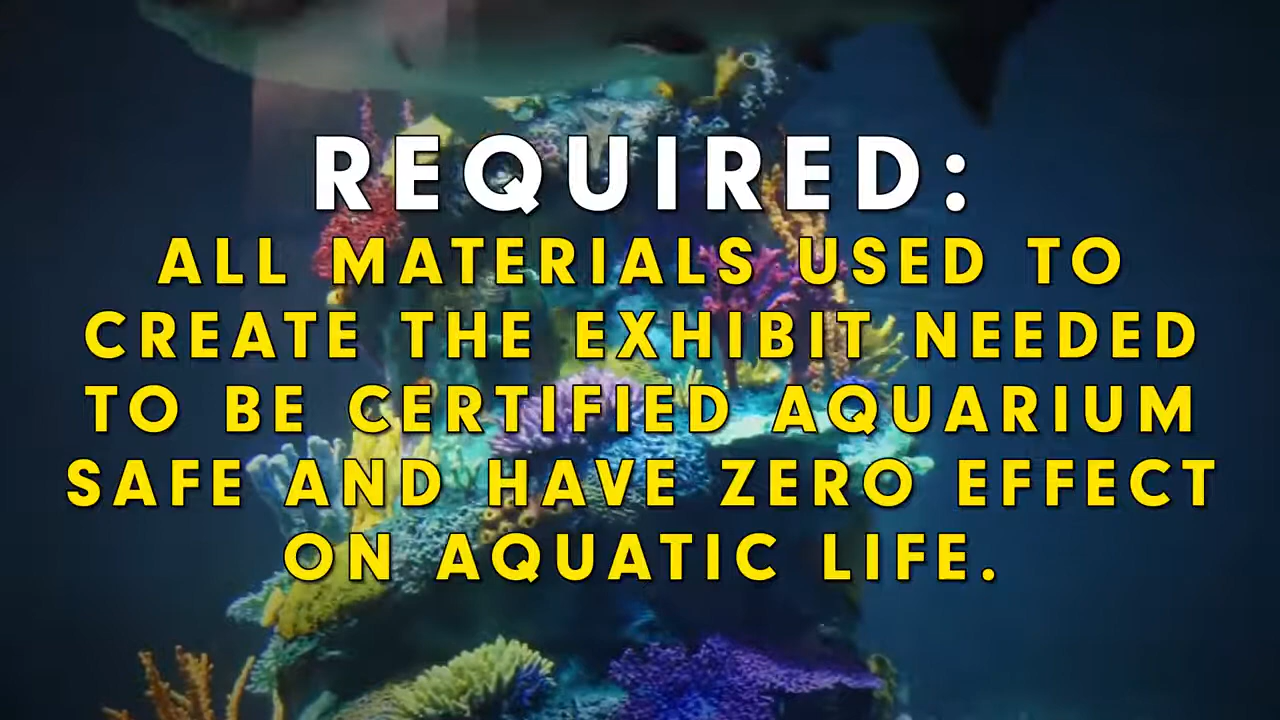 REQUIRED:
ALL MATERIALS USED TO
CREATE THE EXHIBIT NEEDED
TO BE CERTIFIED AQUARIUM
SAFE AND HAVE ZERO EFFECT
ON AQUATIC LIFE.